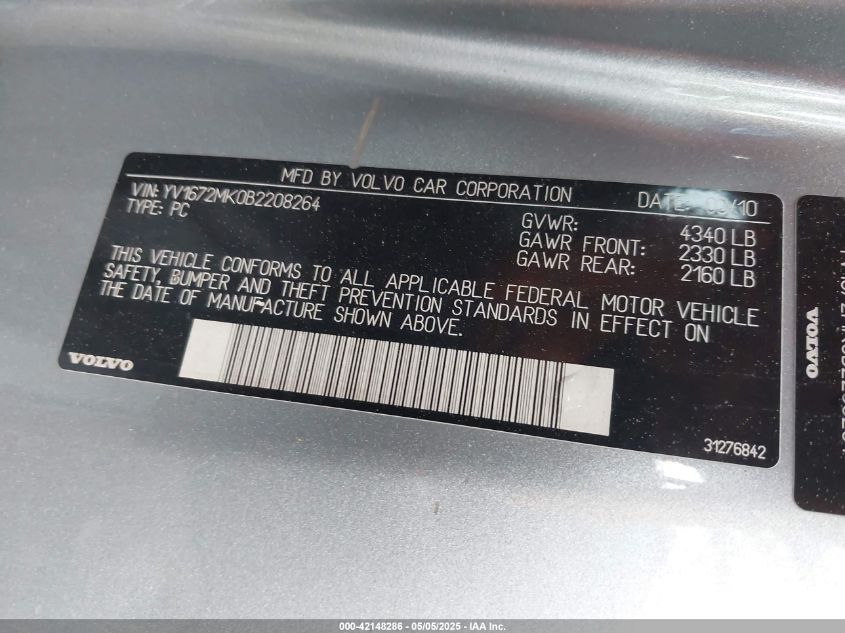 MFD BY VOLVO CAR CORPORATION DATE: /10
VIN: YV1672MK0B2208264
TYPE: PC
GVWR: 4340 LB
GAWR FRONT: 2330 LB
GAWR REAR: 2160 LB
THIS VEHICLE CONFORMS TO ALL APPLICABLE FEDERAL MOTOR VEHICLE
SAFETY, BUMPER AND THEFT PREVENTION STANDARDS IN EFFECT ON
THE DATE OF MANUFACTURE SHOWN ABOVE.
VOLVO
31276842
VOLVO
000-42148286 - 05/05/2025 - IAA Inc.